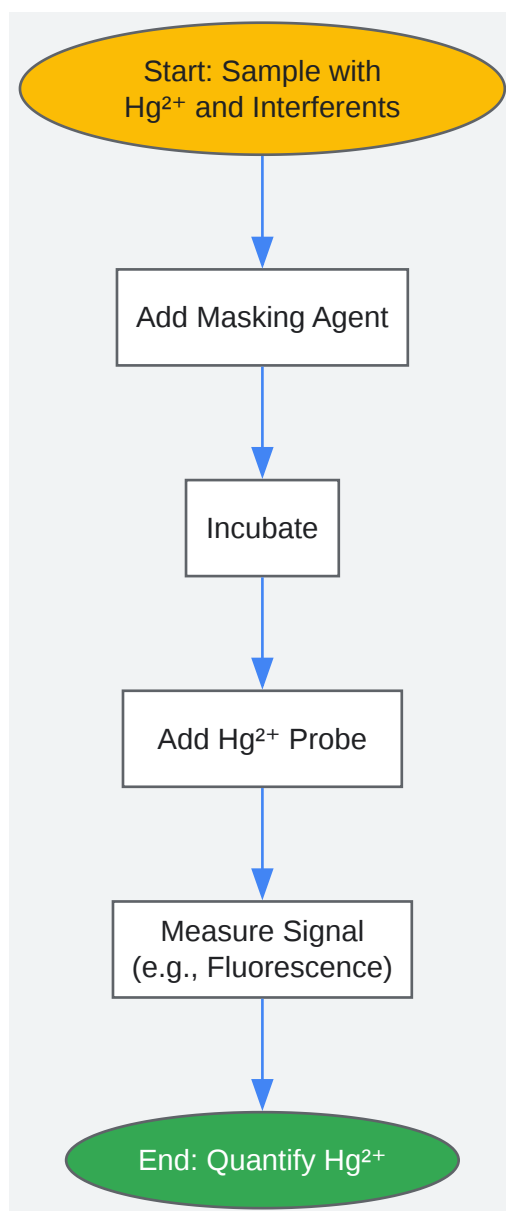 Start: Sample with
Hg²⁺ and Interferents
Add Masking Agent
Incubate
Add Hg²⁺ Probe
Measure Signal
(e.g., Fluorescence)
End: Quantify Hg²⁺